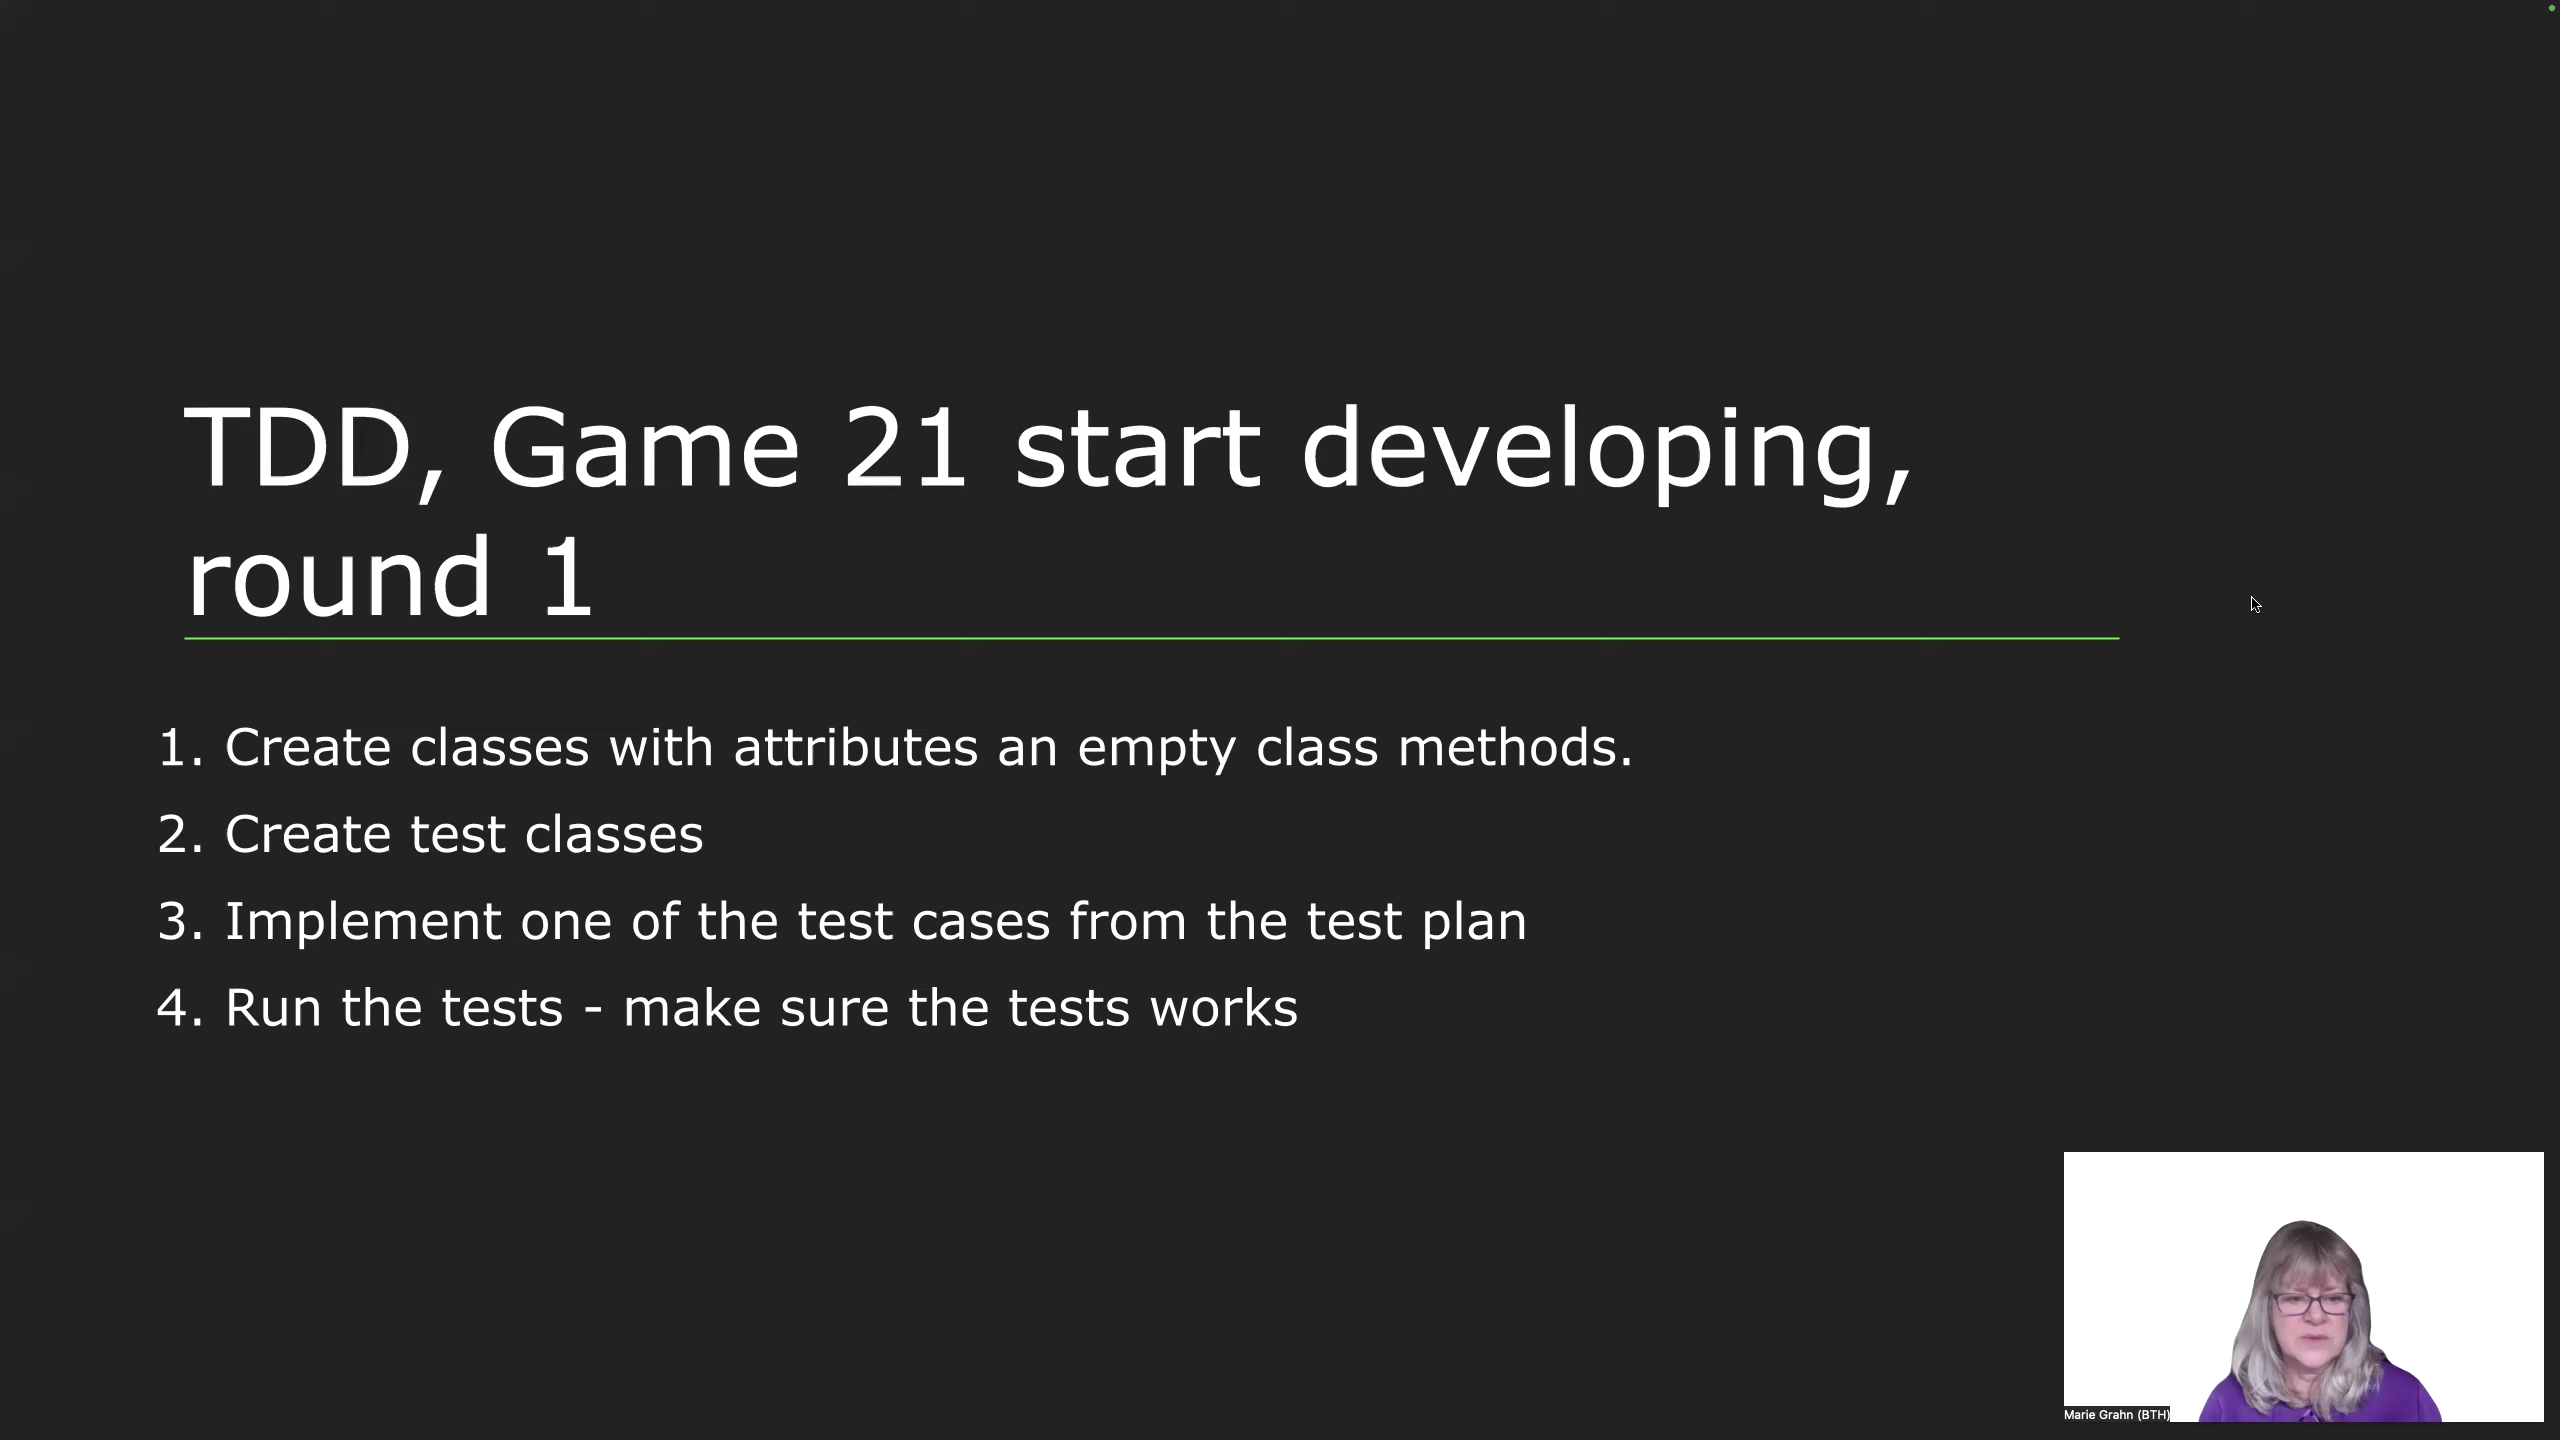 TDD, Game 21 start developing,
round 1
1. Create classes with attributes an empty class methods.
2. Create test classes
3. Implement one of the test cases from the test plan
4. Run the tests - make sure the tests works
Marie Grahn (BTH)